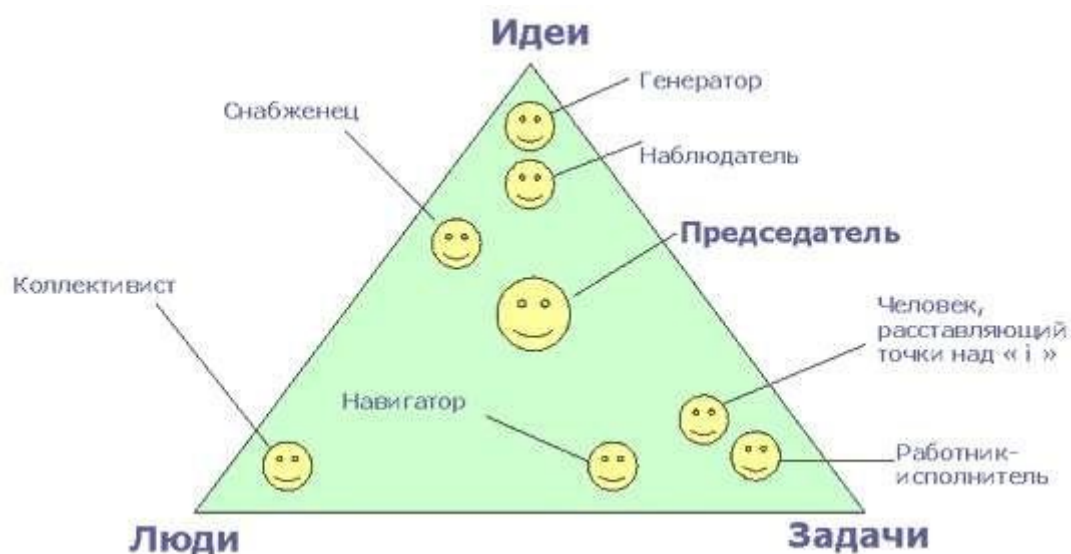 Идеи
Генератор
Снабженец
Наблюдатель
Председатель
Коллективист
Человек,
расставляющий
точки над « i »
Навигатор
Работник-
исполнитель
Люди
Задачи